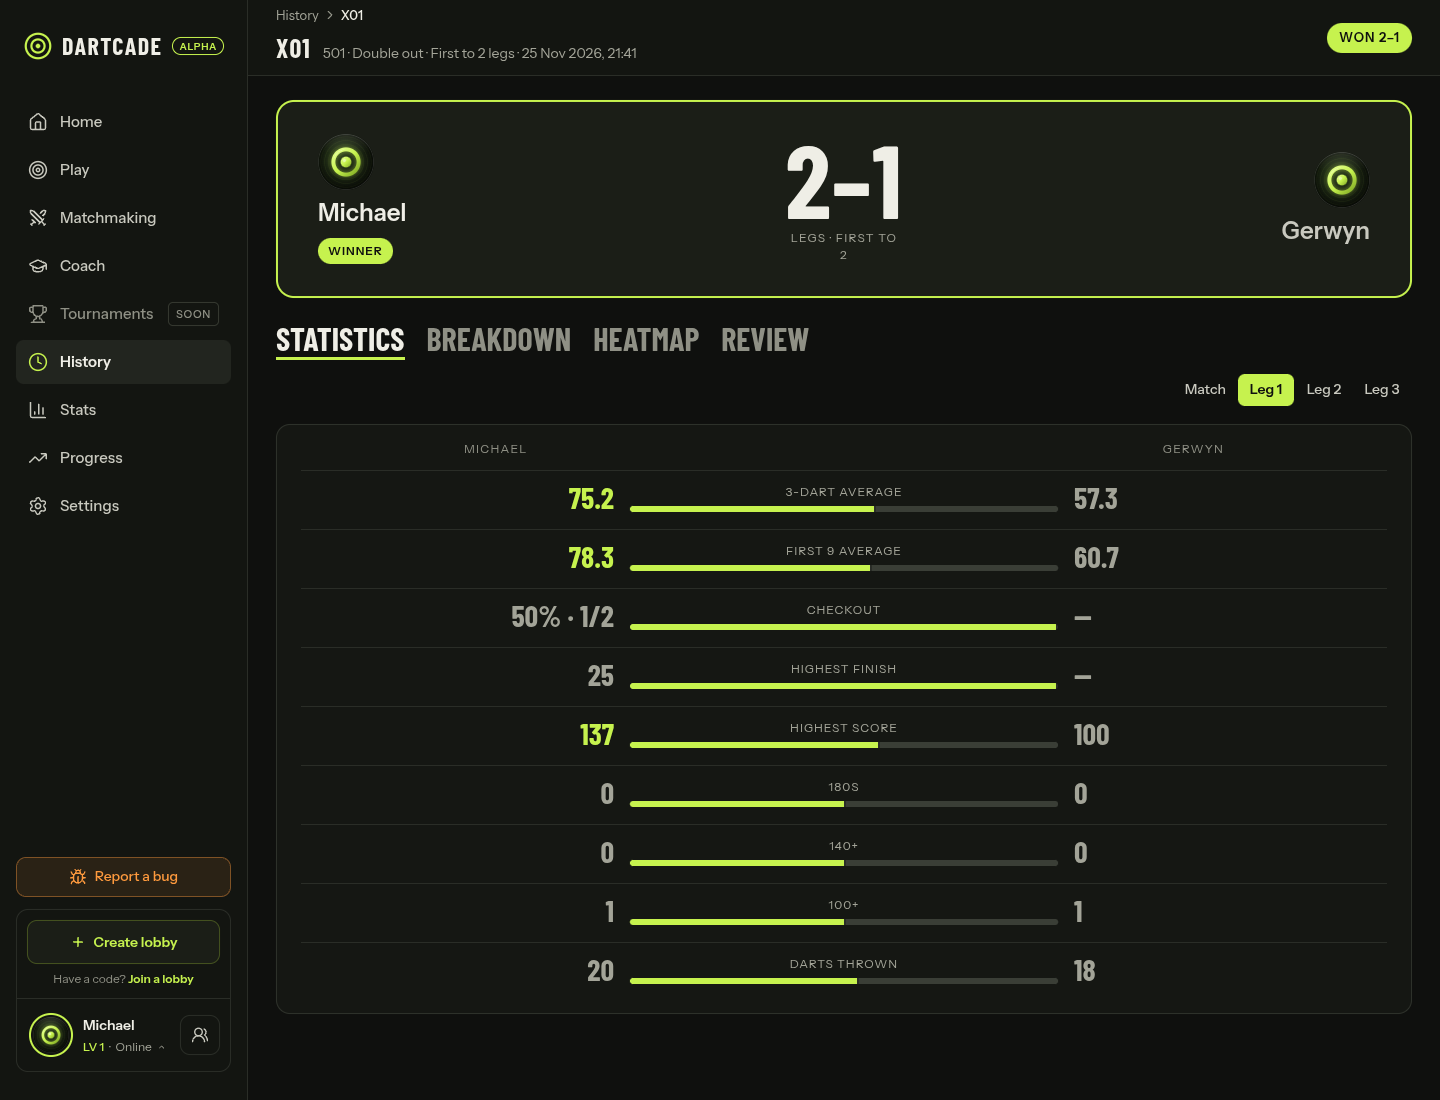 DARTCADE ALPHA
Home
Play
Matchmaking
Coach
Tournaments SOON
History
Stats
Progress
Settings
Report a bug
+ Create lobby
Have a code? Join a lobby
Michael
LV 1 · Online
History > X01
X01 501 · Double out · First to 2 legs · 25 Nov 2026, 21:41
WON 2–1
Michael
WINNER
2–1
LEGS · FIRST TO
2
Gerwyn
STATISTICS BREAKDOWN HEATMAP REVIEW
Match Leg 1 Leg 2 Leg 3
MICHAEL GERWYN
75.2 3-DART AVERAGE 57.3
78.3 FIRST 9 AVERAGE 60.7
50% · 1/2 CHECKOUT –
25 HIGHEST FINISH –
137 HIGHEST SCORE 100
0 180S 0
0 140+ 0
1 100+ 1
20 DARTS THROWN 18